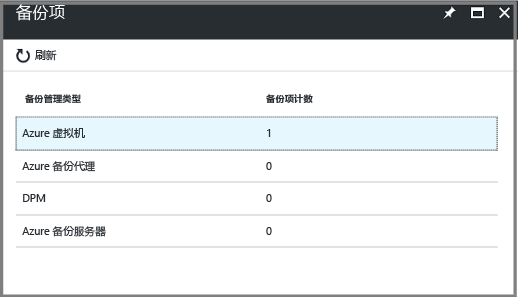 备份项
刷新
备份管理类型 备份项计数
Azure 虚拟机 1
Azure 备份代理 0
DPM 0
Azure 备份服务器 0